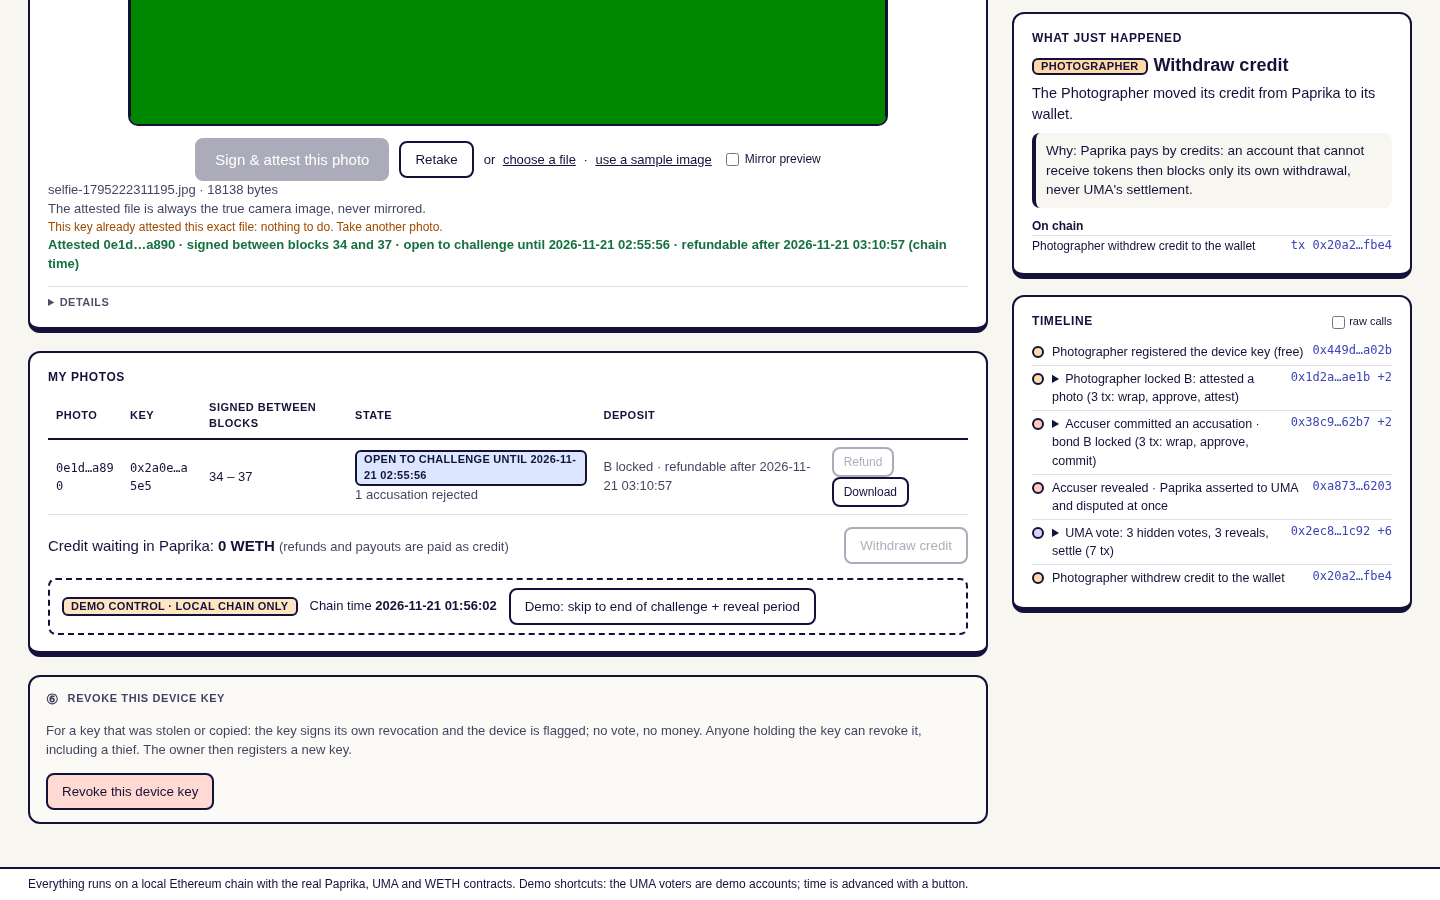 Sign & attest this photo
Retake
or choose a file · use a sample image
Mirror preview
selfie-1795222311195.jpg · 18138 bytes
The attested file is always the true camera image, never mirrored.
This key already attested this exact file: nothing to do. Take another photo.
Attested 0e1d…a890 · signed between blocks 34 and 37 · open to challenge until 2026-11-21 02:55:56 · refundable after 2026-11-21 03:10:57 (chain
time)
DETAILS
MY PHOTOS
PHOTO
KEY
SIGNED BETWEEN
BLOCKS
STATE
DEPOSIT
0e1d…a89
0
0x2a0e…a
5e5
34 – 37
OPEN TO CHALLENGE UNTIL 2026-11-
21 02:55:56
1 accusation rejected
B locked · refundable after 2026-11-
21 03:10:57
Refund
Download
Credit waiting in Paprika: 0 WETH (refunds and payouts are paid as credit)
Withdraw credit
DEMO CONTROL · LOCAL CHAIN ONLY
Chain time 2026-11-21 01:56:02
Demo: skip to end of challenge + reveal period
⑥ REVOKE THIS DEVICE KEY
For a key that was stolen or copied: the key signs its own revocation and the device is flagged; no vote, no money. Anyone holding the key can revoke it,
including a thief. The owner then registers a new key.
Revoke this device key
WHAT JUST HAPPENED
PHOTOGRAPHER Withdraw credit
The Photographer moved its credit from Paprika to its
wallet.
Why: Paprika pays by credits: an account that cannot
receive tokens then blocks only its own withdrawal,
never UMA's settlement.
On chain
Photographer withdrew credit to the wallet
tx 0x20a2…fbe4
TIMELINE
raw calls
Photographer registered the device key (free)
0x449d…a02b
Photographer locked B: attested a
photo (3 tx: wrap, approve, attest)
0x1d2a…ae1b +2
Accuser committed an accusation ·
bond B locked (3 tx: wrap, approve,
commit)
0x38c9…62b7 +2
Accuser revealed · Paprika asserted to UMA
and disputed at once
0xa873…6203
UMA vote: 3 hidden votes, 3 reveals,
settle (7 tx)
0x2ec8…1c92 +6
Photographer withdrew credit to the wallet
0x20a2…fbe4
Everything runs on a local Ethereum chain with the real Paprika, UMA and WETH contracts. Demo shortcuts: the UMA voters are demo accounts; time is advanced with a button.